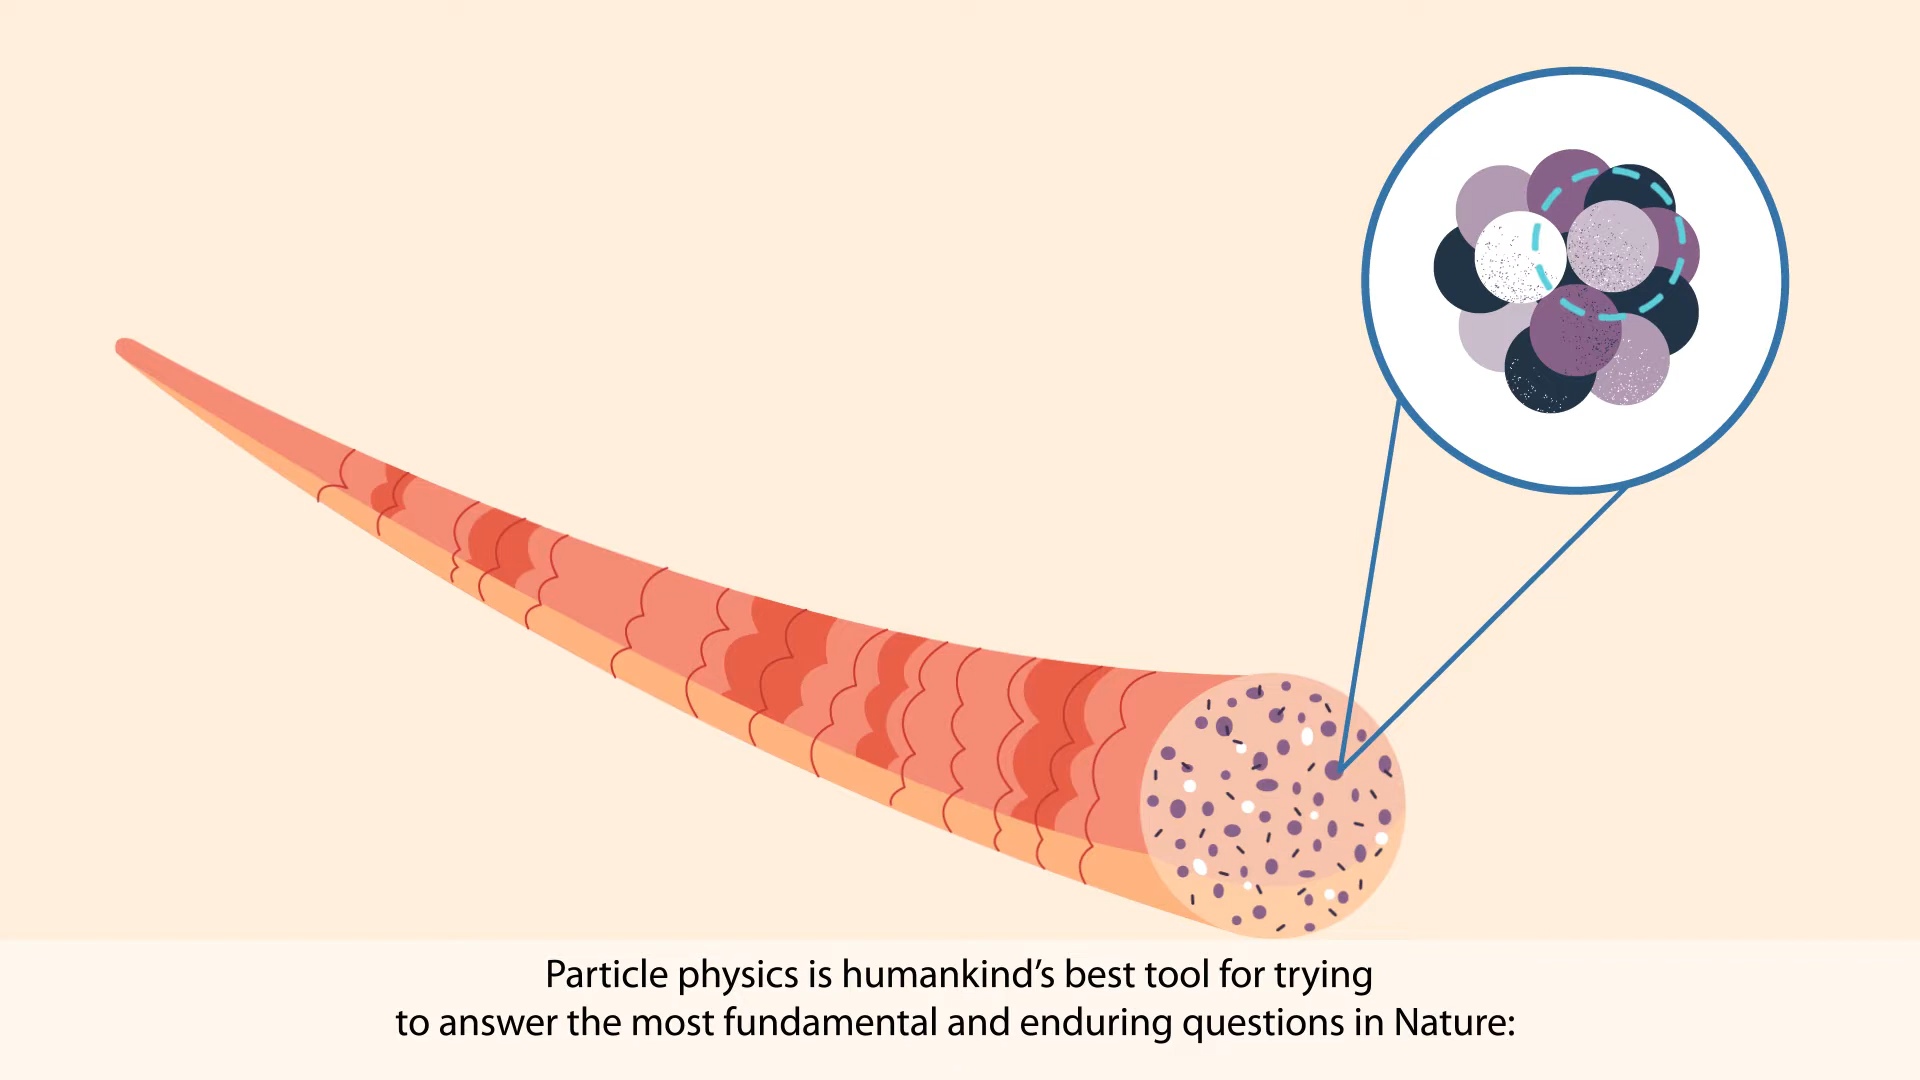 Particle physics is humankind’s best tool for trying
to answer the most fundamental and enduring questions in Nature: